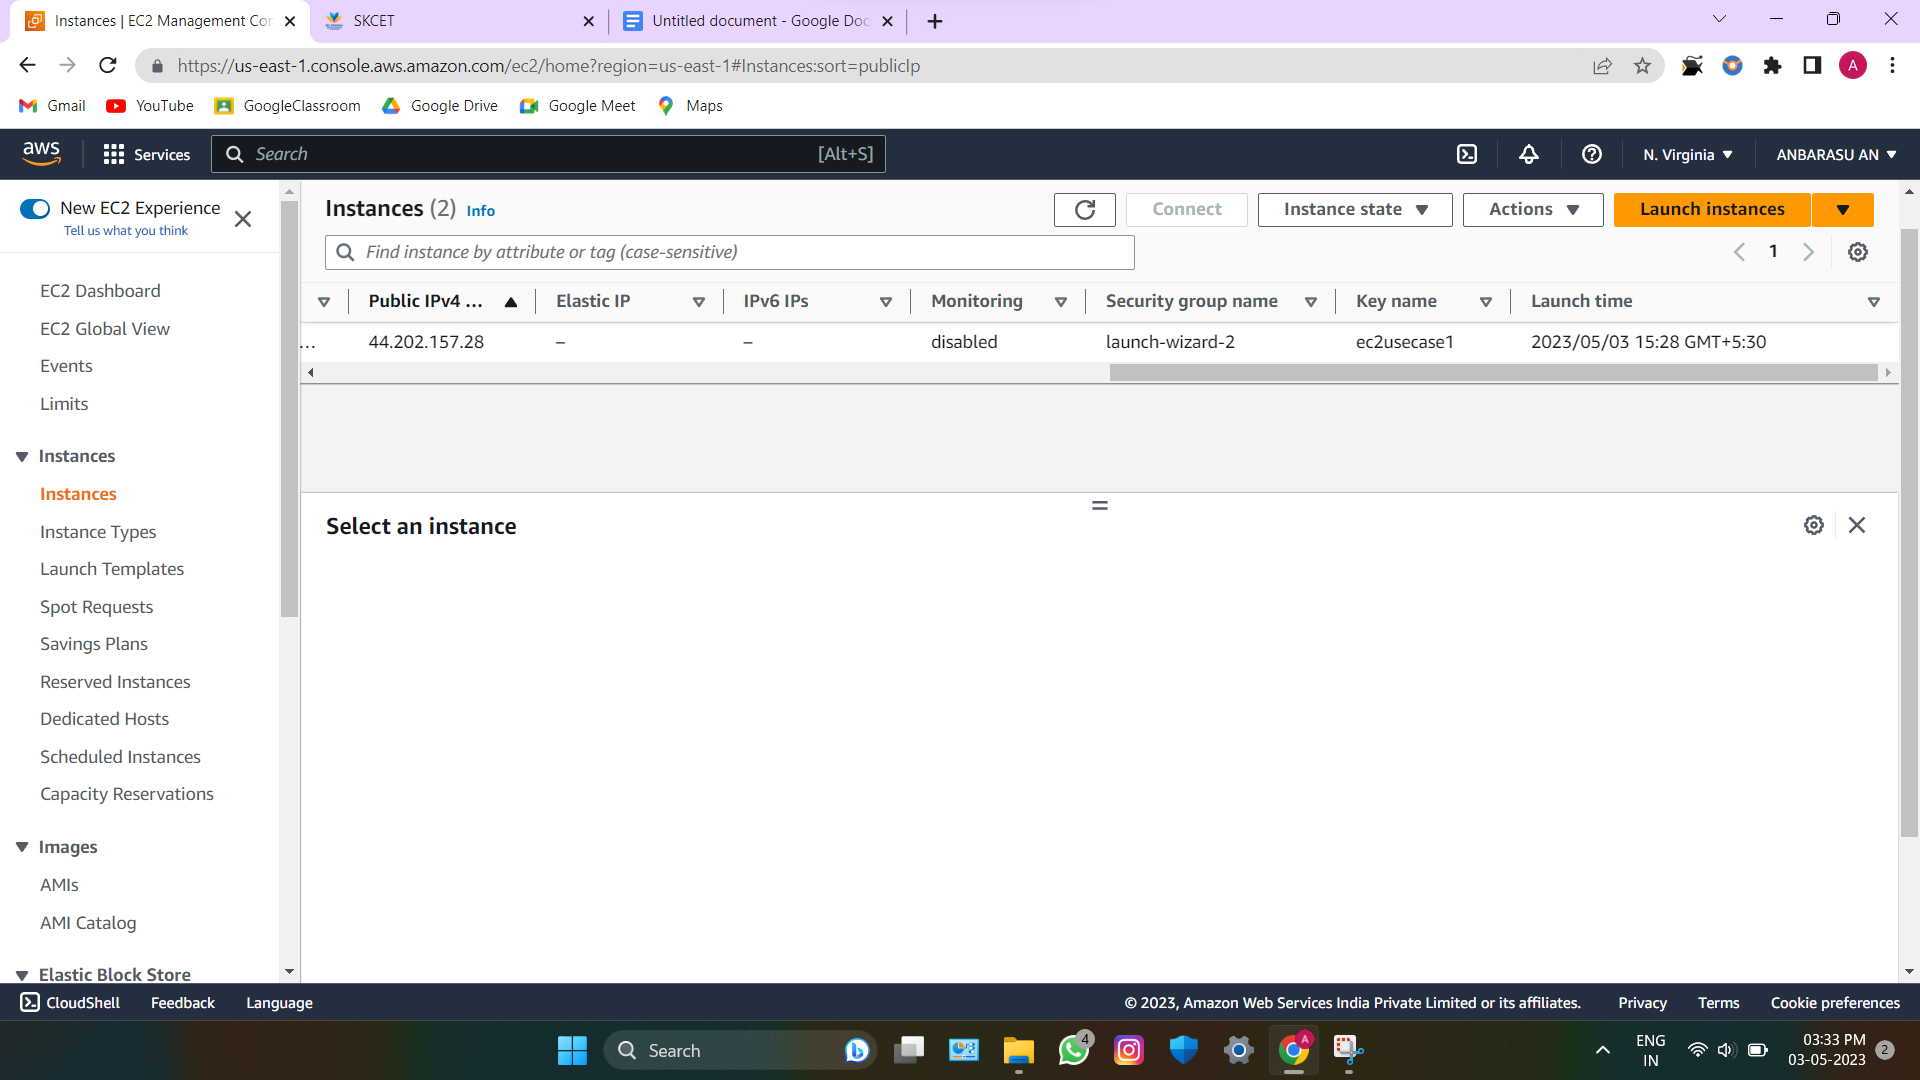 Instances | EC2 Management Con
SKCET
Untitled document - Google Doc
https://us-east-1.console.aws.amazon.com/ec2/home?region=us-east-1#Instances:sort=publicIp
A
Gmail
YouTube
GoogleClassroom
Google Drive
Google Meet
Maps
aws
Services
Search
[Alt+S]
N. Virginia
ANBARASU AN
New EC2 Experience
Tell us what you think
EC2 Dashboard
EC2 Global View
Events
Limits
Instances
Instances
Instance Types
Launch Templates
Spot Requests
Savings Plans
Reserved Instances
Dedicated Hosts
Scheduled Instances
Capacity Reservations
Images
AMIs
AMI Catalog
Elastic Block Store
Instances (2) Info
Connect
Instance state
Actions
Launch instances
Find instance by attribute or tag (case-sensitive)
1
Public IPv4 ... Elastic IP IPv6 IPs Monitoring Security group name Key name Launch time
... 44.202.157.28 – – disabled launch-wizard-2 ec2usecase1 2023/05/03 15:28 GMT+5:30
Select an instance
CloudShell Feedback Language
© 2023, Amazon Web Services India Private Limited or its affiliates. Privacy Terms Cookie preferences
Search
4
A
ENG
IN
03:33 PM
03-05-2023
2